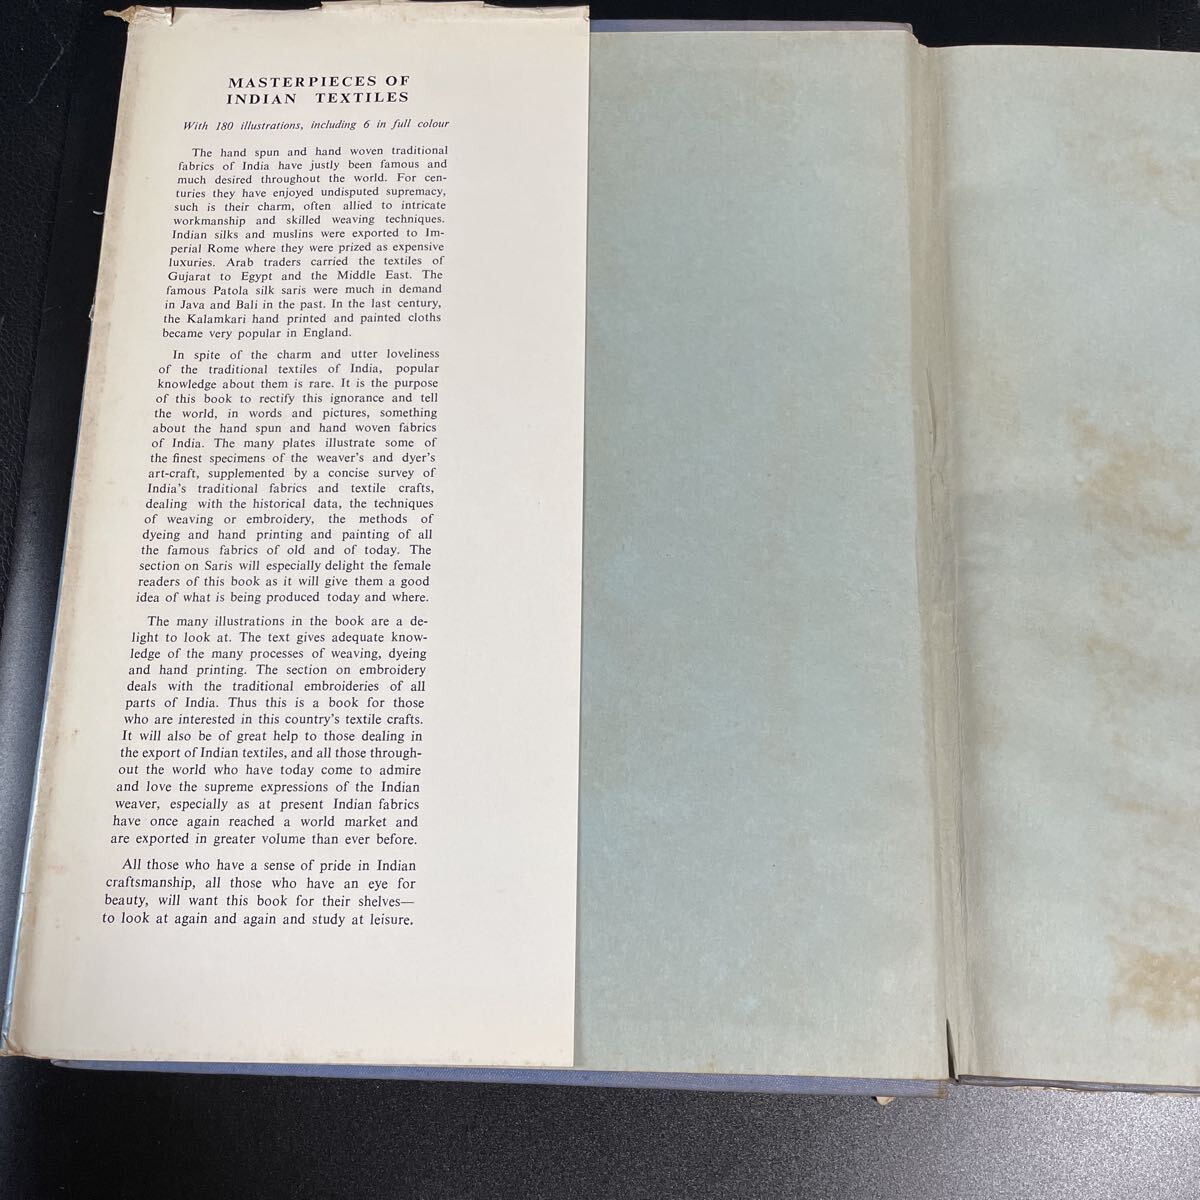 MASTERPIECES OF
INDIAN TEXTILES
With 180 illustrations, including 6 in full colour
The hand spun and hand woven traditional
fabrics of India have justly been famous and
much desired throughout the world. For cen-
turies they have enjoyed undisputed supremacy,
such is their charm, often allied to intricate
workmanship and skilled weaving techniques.
Indian silks and muslins were exported to Im-
perial Rome where they were prized as expensive
luxuries. Arab traders carried the textiles of
Gujarat to Egypt and the Middle East. The
famous Patola silk saris were much in demand
in Java and Bali in the past. In the last century,
the Kalamkari hand printed and painted cloths
became very popular in England.
In spite of the charm and utter loveliness
of the traditional textiles of India, popular
knowledge about them is rare. It is the purpose
of this book to rectify this ignorance and tell
the world, in words and pictures, something
about the hand spun and hand woven fabrics
of India. The many plates illustrate some of
the finest specimens of the weaver's and dyer's
art-craft, supplemented by a concise survey of
India's traditional fabrics and textile crafts,
dealing with the historical data, the techniques
of weaving or embroidery, the methods of
dyeing and hand printing and painting of all
the famous fabrics of old and of today. The
section on Saris will especially delight the female
readers of this book as it will give them a good
idea of what is being produced today and where.
The many illustrations in the book are a de-
light to look at. The text gives adequate know-
ledge of the many processes of weaving, dyeing
and hand printing. The section on embroidery
deals with the traditional embroideries of all
parts of India. Thus this is a book for those
who are interested in this country's textile crafts.
It will also be of great help to those dealing in
the export of Indian textiles, and all those through-
out the world who have today come to admire
and love the supreme expressions of the Indian
weaver, especially as at present Indian fabrics
have once again reached a world market and
are exported in greater volume than ever before.
All those who have a sense of pride in Indian
craftsmanship, all those who have an eye for
beauty, will want this book for their shelves—
to look at again and again and study at leisure.